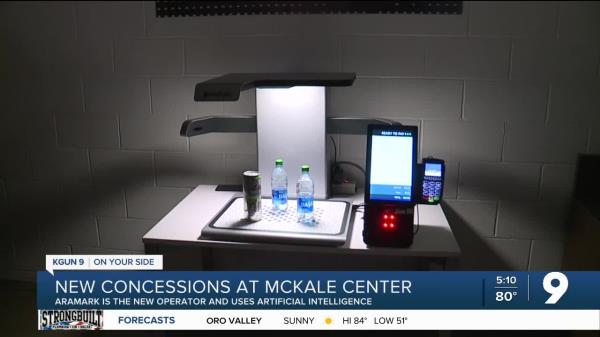 READY TO PAY
KGUN 9 | ON YOUR SIDE
NEW CONCESSIONS AT MCKALE CENTER
ARAMARK IS THE NEW OPERATOR AND USES ARTIFICIAL INTELLIGENCE
5:10
80°
9
STRONGBUILT
FORECASTS ORO VALLEY SUNNY HI 84° LOW 51°